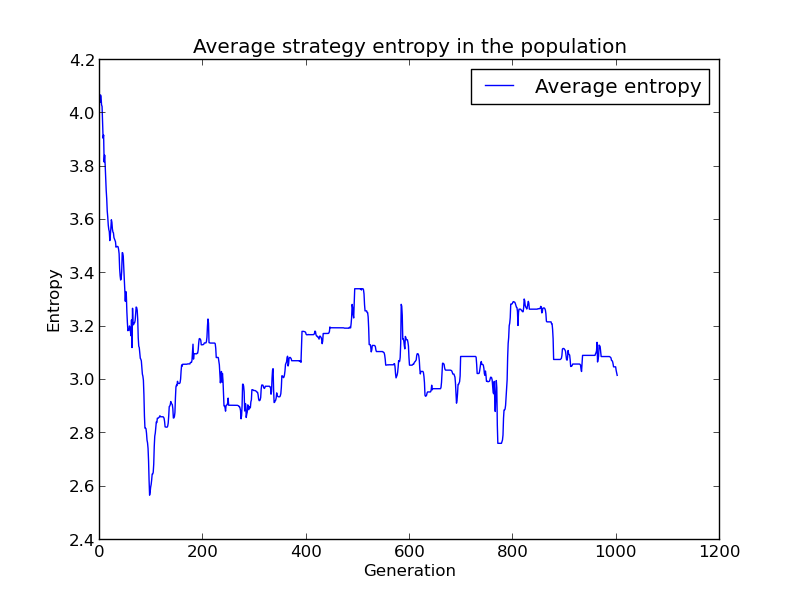 Average strategy entropy in the population
4.2
Average entropy
4.0
3.8
3.6
3.4
Entropy
3.2
3.0
2.8
2.6
2.4
0 200 400 600 800 1000 1200
Generation